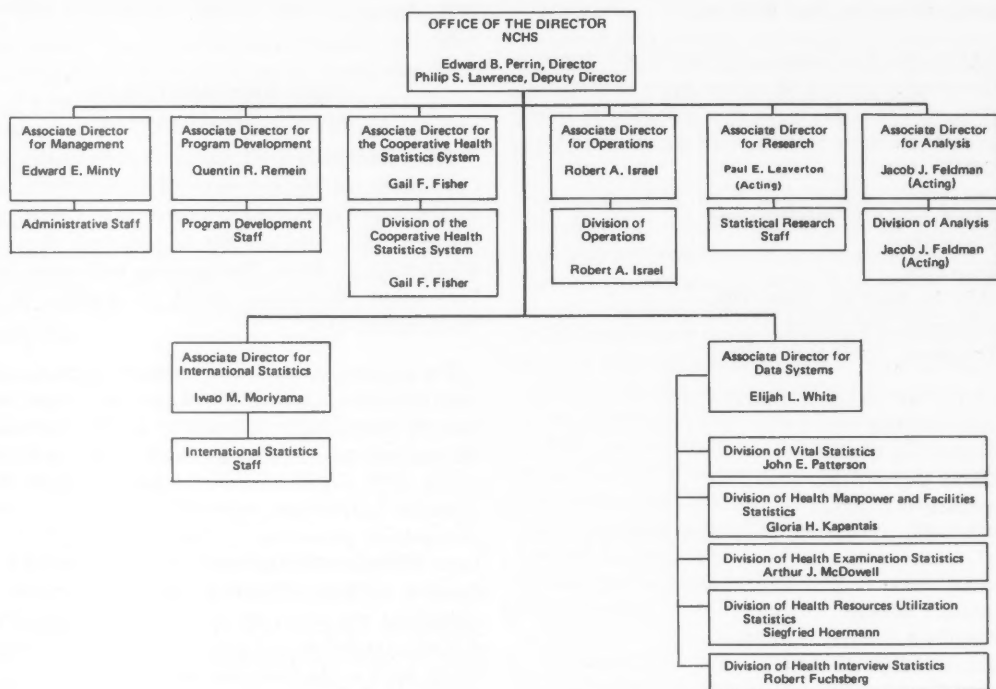 OFFICE OF THE DIRECTOR
NCHS
Edward B. Perrin, Director
Philip S. Lawrence, Deputy Director
Associate Director
for Management
Edward E. Minty
Associate Director for
Program Development
Quentin R. Remein
Associate Director for
the Cooperative Health
Statistics System
Gail F. Fisher
Associate Director
for Operations
Robert A. Israel
Associate Director
for Research
Paul E. Leaverton
(Acting)
Associate Director
for Analysis
Jacob J. Feldman
(Acting)
Administrative Staff
Program Development
Staff
Division of the
Cooperative Health
Statistics System
Gail F. Fisher
Division of
Operations
Robert A. Israel
Statistical Research
Staff
Division of Analysis
Jacob J. Faldman
(Acting)
Associate Director for
International Statistics
Iwao M. Moriyama
International Statistics
Staff
Associate Director for
Data Systems
Elijah L. White
Division of Vital Statistics
John E. Patterson
Division of Health Manpower and Facilities
Statistics
Gloria H. Kapantais
Division of Health Examination Statistics
Arthur J. McDowell
Division of Health Resources Utilization
Statistics
Siegfried Hoermann
Division of Health Interview Statistics
Robert Fuchsberg